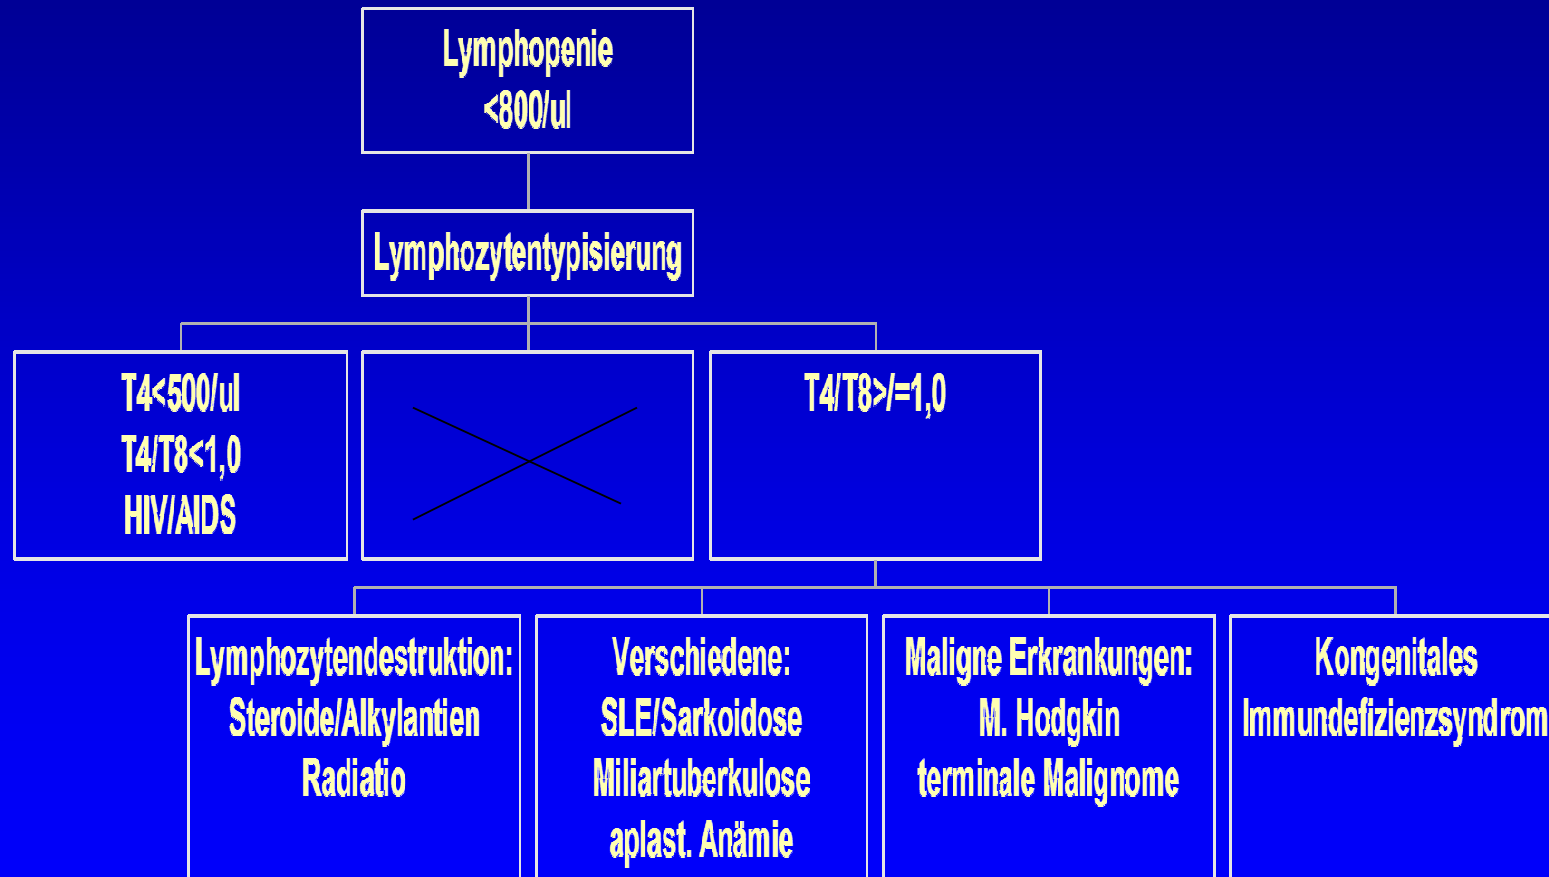 Lymphopenie
<800/ul
Lymphozytentypisierung
T4<500/ul
T4/T8<1,0
HIV/AIDS
T4/T8>/=1,0
Lymphozytendestruktion:
Steroide/Alkylantien
Radiatio
Verschiedene:
SLE/Sarkoidose
Miliartuberkulose
aplast. Anämie
Maligne Erkrankungen:
M. Hodgkin
terminale Malignome
Kongenitales
Immundefizienzsyndrom